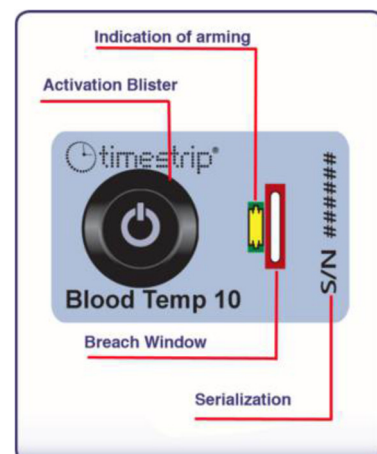 Indication of arming
Activation Blister
timestrip®
S/N ######
Blood Temp 10
Breach Window
Serialization